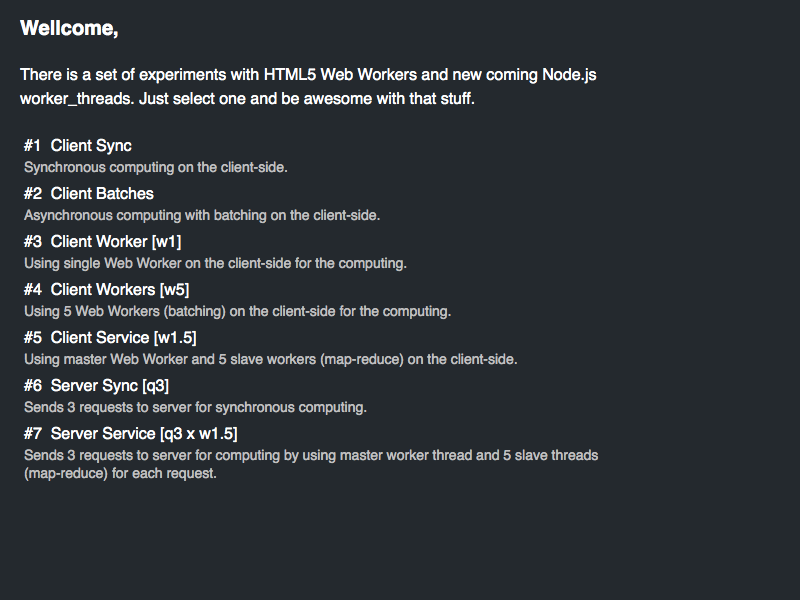 Wellcome,
There is a set of experiments with HTML5 Web Workers and new coming Node.js
worker_threads. Just select one and be awesome with that stuff.
#1 Client Sync
Synchronous computing on the client-side.
#2 Client Batches
Asynchronous computing with batching on the client-side.
#3 Client Worker [w1]
Using single Web Worker on the client-side for the computing.
#4 Client Workers [w5]
Using 5 Web Workers (batching) on the client-side for the computing.
#5 Client Service [w1.5]
Using master Web Worker and 5 slave workers (map-reduce) on the client-side.
#6 Server Sync [q3]
Sends 3 requests to server for synchronous computing.
#7 Server Service [q3 x w1.5]
Sends 3 requests to server for computing by using master worker thread and 5 slave threads
(map-reduce) for each request.